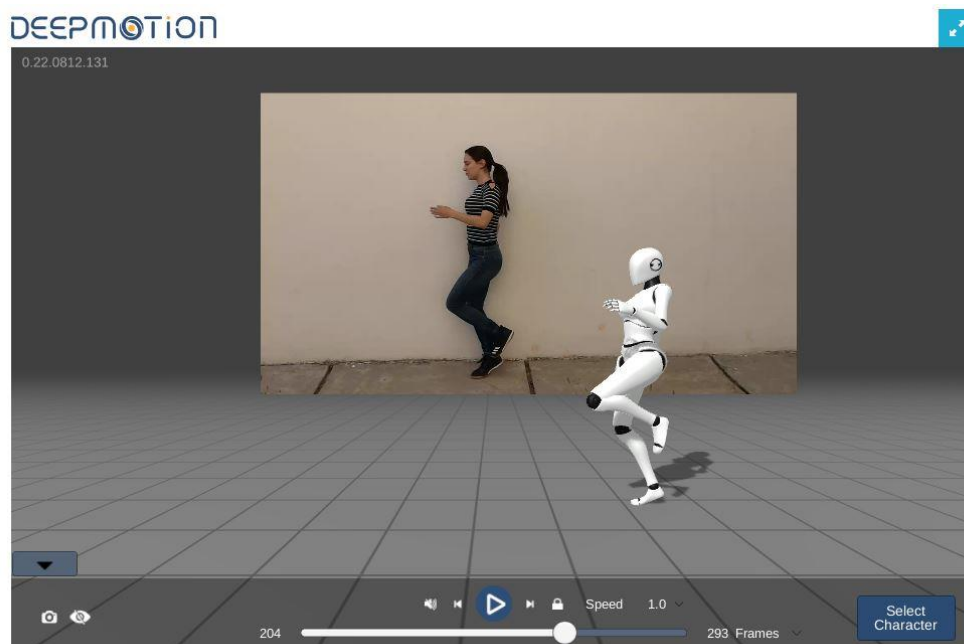 DEEPMOTION
0.22.0812.131
Speed 1.0
Select
Character
204
293 Frames